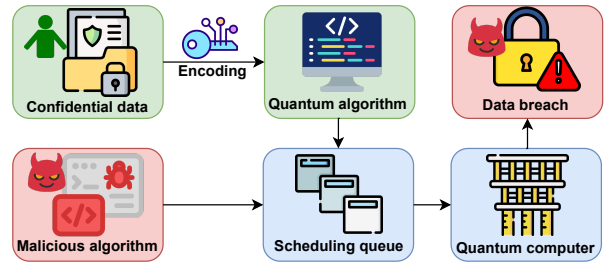 Confidential data
Encoding
Quantum algorithm
Data breach
Malicious algorithm
Scheduling queue
Quantum computer